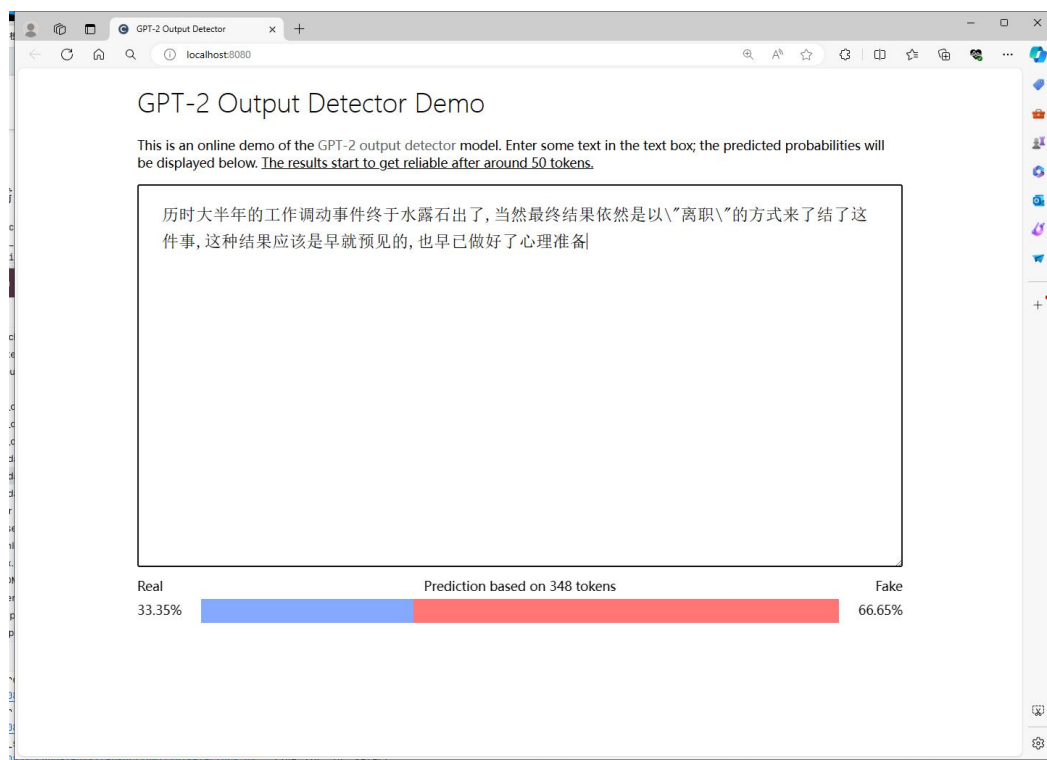 GPT-2 Output Detector
localhost:8080
GPT-2 Output Detector Demo
This is an online demo of the GPT-2 output detector model. Enter some text in the text box; the predicted probabilities will
be displayed below. The results start to get reliable after around 50 tokens.
历时大半年的工作调动事件终于水露石出了,当然最终结果依然是以\"离职\"的方式来了结了这
件事,这种结果应该是早就预见的,也早已做好了心理准备
Real Prediction based on 348 tokens Fake
33.35% 66.65%